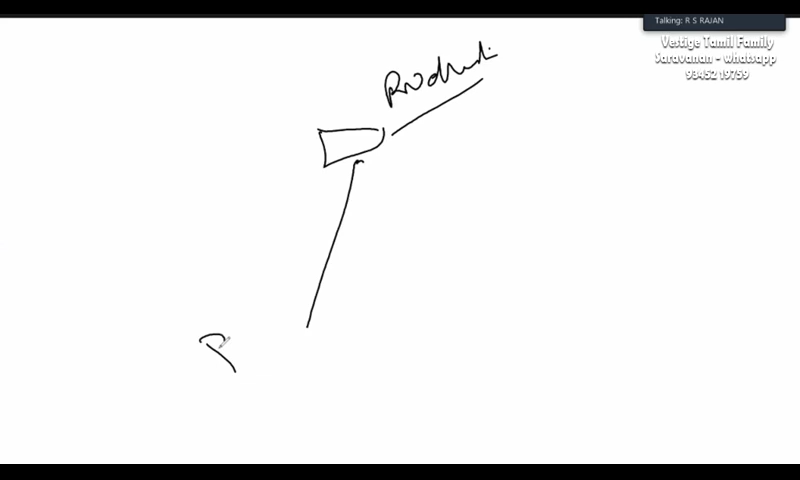 Talking: R S RAJAN
Vestige Tamil Family
Saravanan - whatsapp
93452 19759
Product